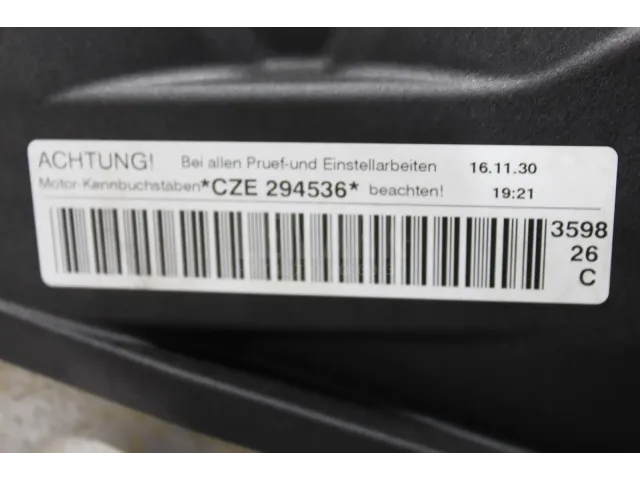 ACHTUNG! Bei allen Pruef-und Einstellarbeiten 16.11.30
Motor-Kennbuchstaben *CZE 294536* beachten! 19:21
3598
26
C